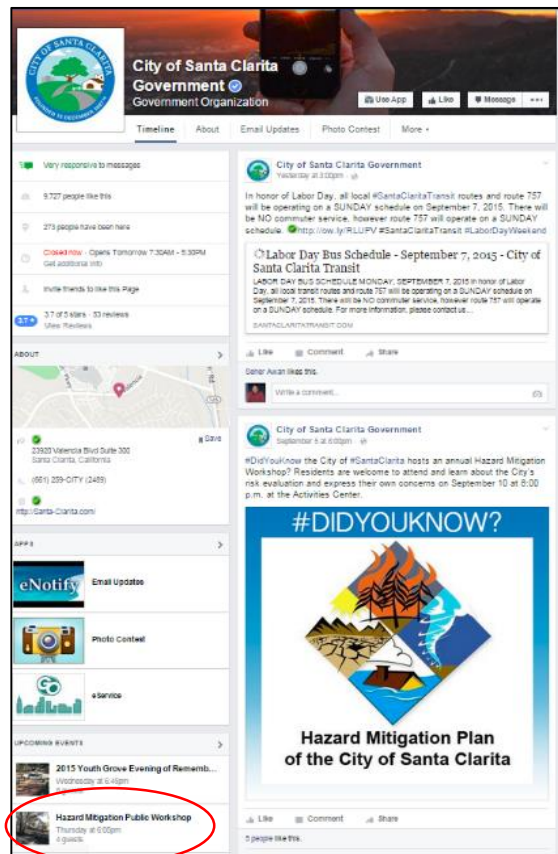 CITY OF SANTA CLARITA
City of Santa Clarita
Government
Government Organization
Use App
Like
Message
Timeline
About
Email Updates
Photo Contest
More
Very responsive to messages
9,727 people like this
273 people have been here
Closed now · Opens Tomorrow 7:30AM - 5:30PM
Get additional info
Invite friends to like this Page
3.7
3.7 of 5 stars · 53 reviews
View Reviews
ABOUT
Valencia
Save
23920 Valencia Blvd Suite 300
Santa Clarita, California
(661) 259-CITY (2489)
http://Santa-Clarita.com/
APPS
eNotify
Email Updates
Photo Contest
GO
eService
UPCOMING EVENTS
2015 Youth Grove Evening of Rememb...
Wednesday at 6:45pm
guests
Hazard Mitigation Public Workshop
Thursday at 6:00pm
4 guests
City of Santa Clarita Government
Yesterday at 3:00pm
In honor of Labor Day, all local #SantaClaritaTransit routes and route 757
will be operating on a SUNDAY schedule on September 7, 2015. There will
be NO commuter service, however route 757 will operate on a SUNDAY
schedule. http://ow.ly/RLUPV #SantaClaritaTransit #LaborDayWeekend
Labor Day Bus Schedule - September 7, 2015 - City of
Santa Clarita Transit
LABOR DAY BUS SCHEDULE MONDAY, SEPTEMBER 7, 2015 In honor of Labor
Day, all local transit routes and route 757 will be operating on a SUNDAY schedule on
September 7, 2015. There will be NO commuter service, however route 757 will operate
on a SUNDAY schedule. For more information, please contact us...
SANTACLARITATRANSIT.COM
Like
Comment
Share
Seher Awan likes this.
Write a comment...
City of Santa Clarita Government
September 5 at 6:00pm
#DidYouKnow the City of #SantaClarita hosts an annual Hazard Mitigation
Workshop? Residents are welcome to attend and learn about the City's
risk evaluation and express their own concerns on September 10 at 6:00
p.m. at the Activities Center.
#DIDYOUKNOW?
Hazard Mitigation Plan
of the City of Santa Clarita
Like
Comment
Share
5 people like this.